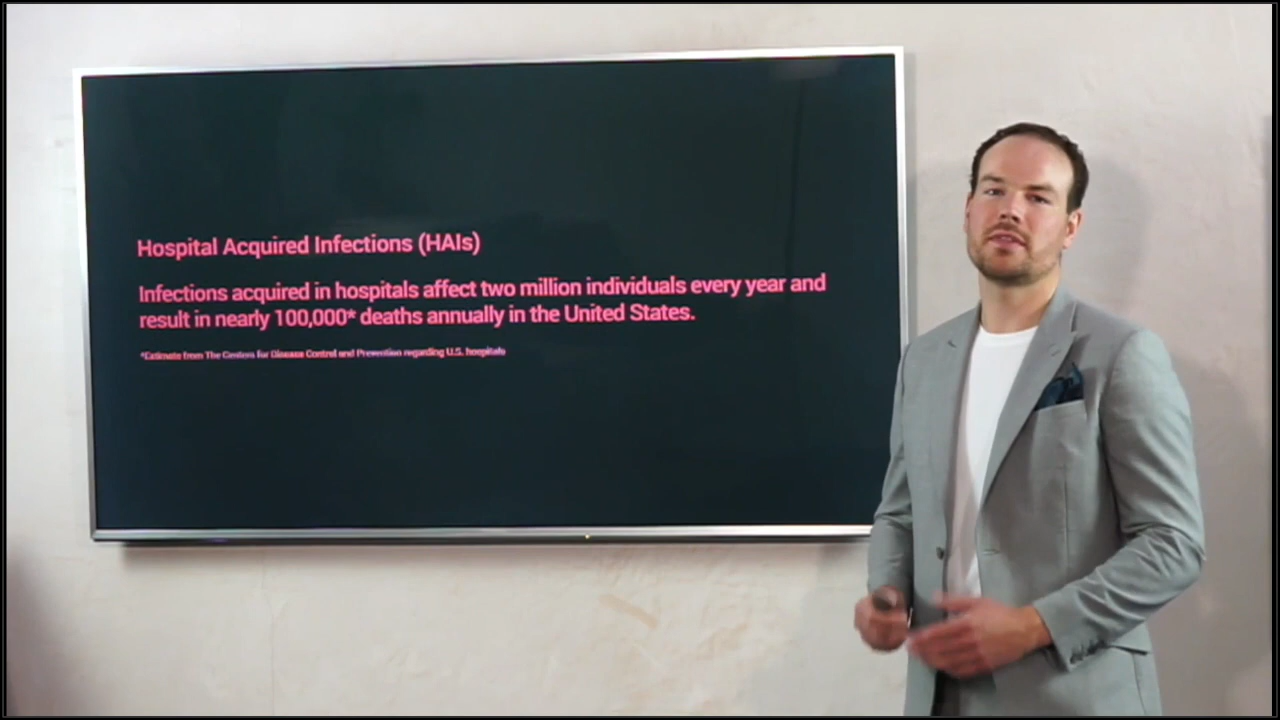 Hospital Acquired Infections (HAIs)
Infections acquired in hospitals affect two million individuals every year and
result in nearly 100,000* deaths annually in the United States.
*Estimate from The Centers for Disease Control and Prevention regarding U.S. hospitals